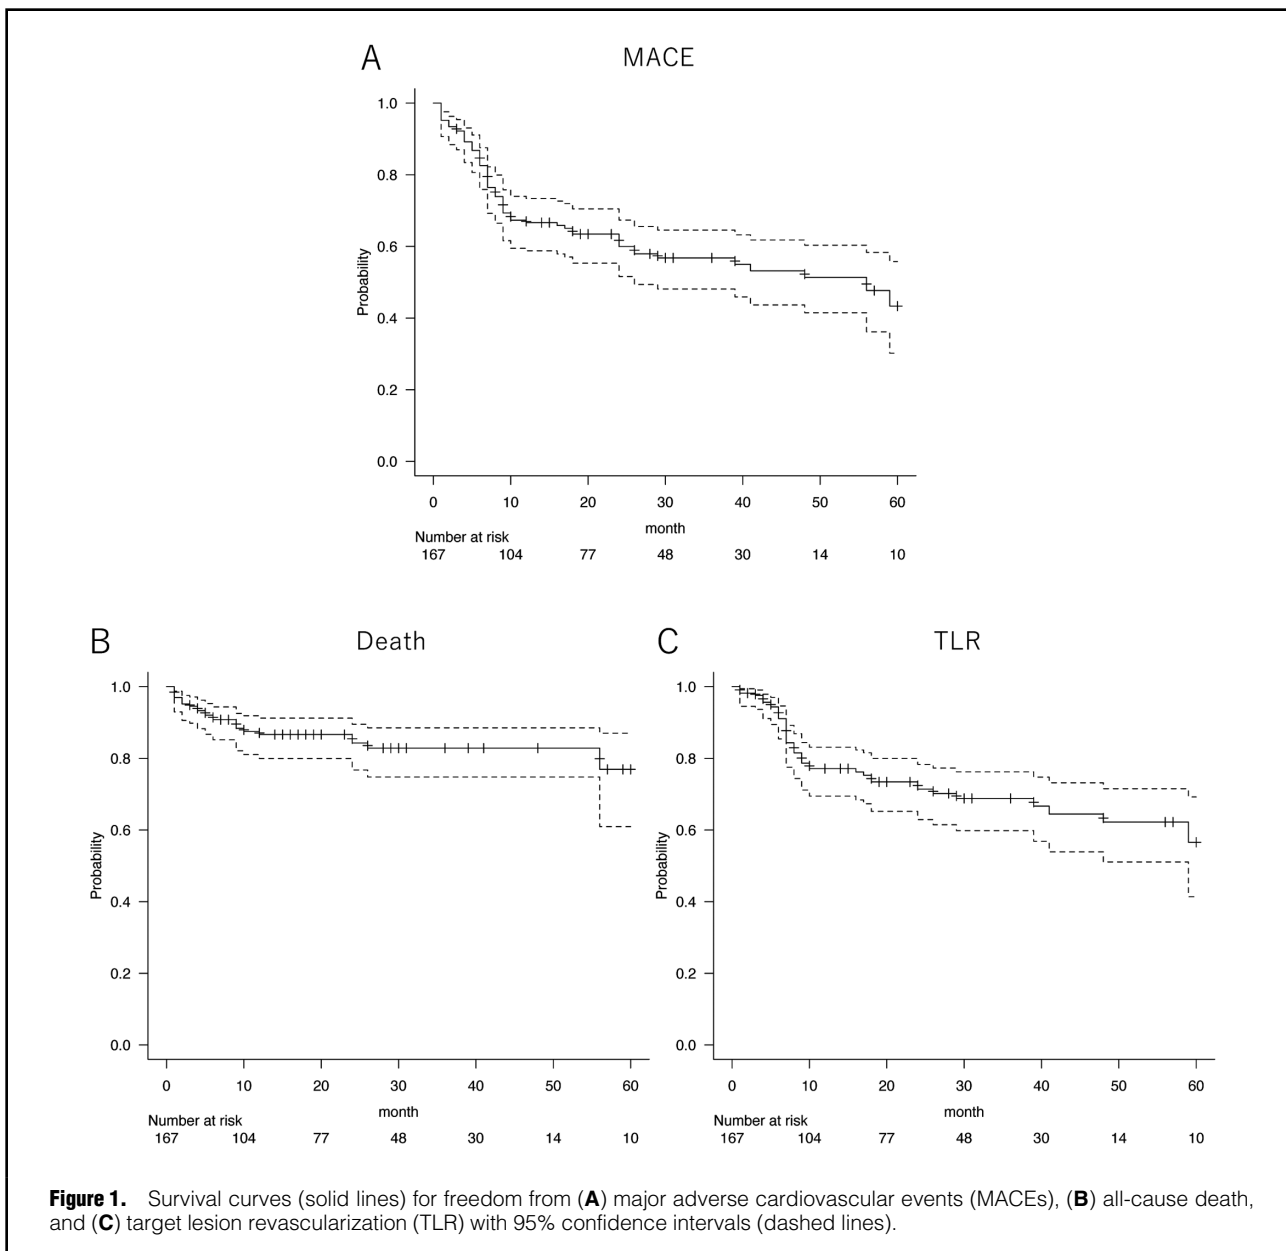 A MACE
1.0
0.8
0.6
0.4
0.2
0.0
Probability
0 10 20 30 40 50 60
month
Number at risk
167 104 77 48 30 14 10
B Death
1.0
0.8
0.6
0.4
0.2
0.0
Probability
0 10 20 30 40 50 60
month
Number at risk
167 104 77 48 30 14 10
C TLR
1.0
0.8
0.6
0.4
0.2
0.0
Probability
0 10 20 30 40 50 60
month
Number at risk
167 104 77 48 30 14 10
Figure 1. Survival curves (solid lines) for freedom from (A) major adverse cardiovascular events (MACEs), (B) all-cause death,
and (C) target lesion revascularization (TLR) with 95% confidence intervals (dashed lines).